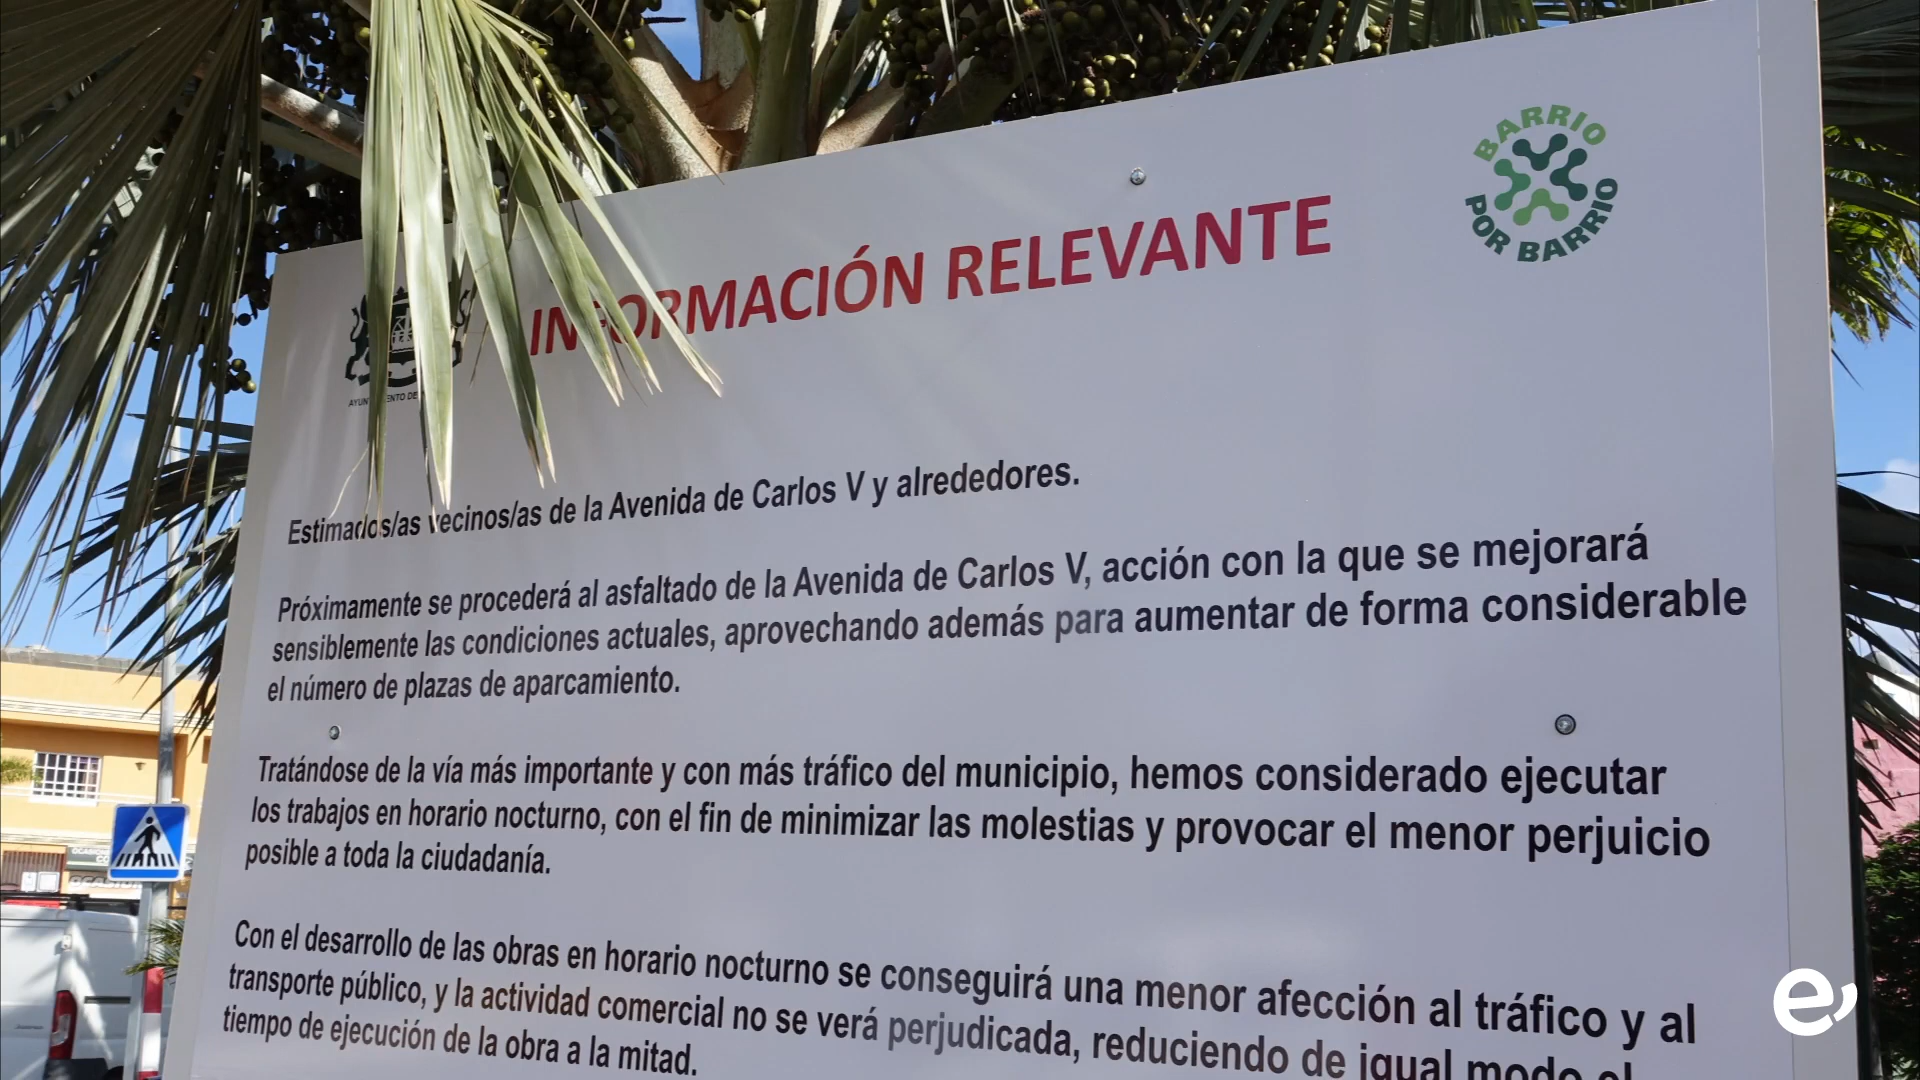 BARRIO
POR BARRIO
INFORMACIÓN RELEVANTE
Estimados/as vecinos/as de la Avenida de Carlos V y alrededores.
Próximamente se procederá al asfaltado de la Avenida de Carlos V, acción con la que se mejorará
sensiblemente las condiciones actuales, aprovechando además para aumentar de forma considerable
el número de plazas de aparcamiento.
Tratándose de la vía más importante y con más tráfico del municipio, hemos considerado ejecutar
los trabajos en horario nocturno, con el fin de minimizar las molestias y provocar el menor perjuicio
posible a toda la ciudadanía.
Con el desarrollo de las obras en horario nocturno se conseguirá una menor afección al tráfico y al
transporte público, y la actividad comercial no se verá perjudicada, reduciendo de igual modo el
tiempo de ejecución de la obra a la mitad.
e